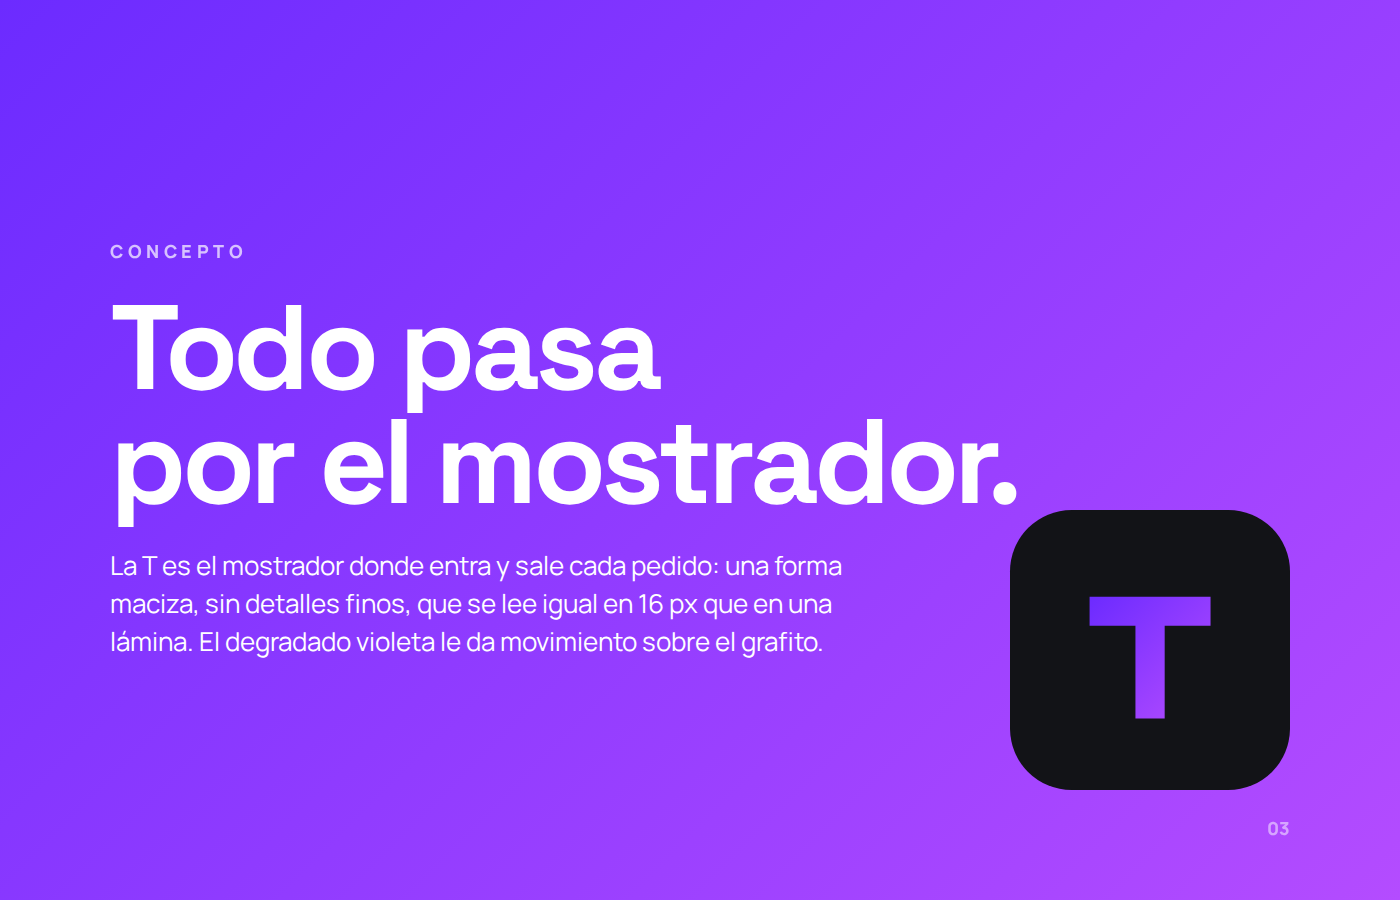 CONCEPTO
Todo pasa
por el mostrador.
La T es el mostrador donde entra y sale cada pedido: una forma
maciza, sin detalles finos, que se lee igual en 16 px que en una
lámina. El degradado violeta le da movimiento sobre el grafito.
T
03